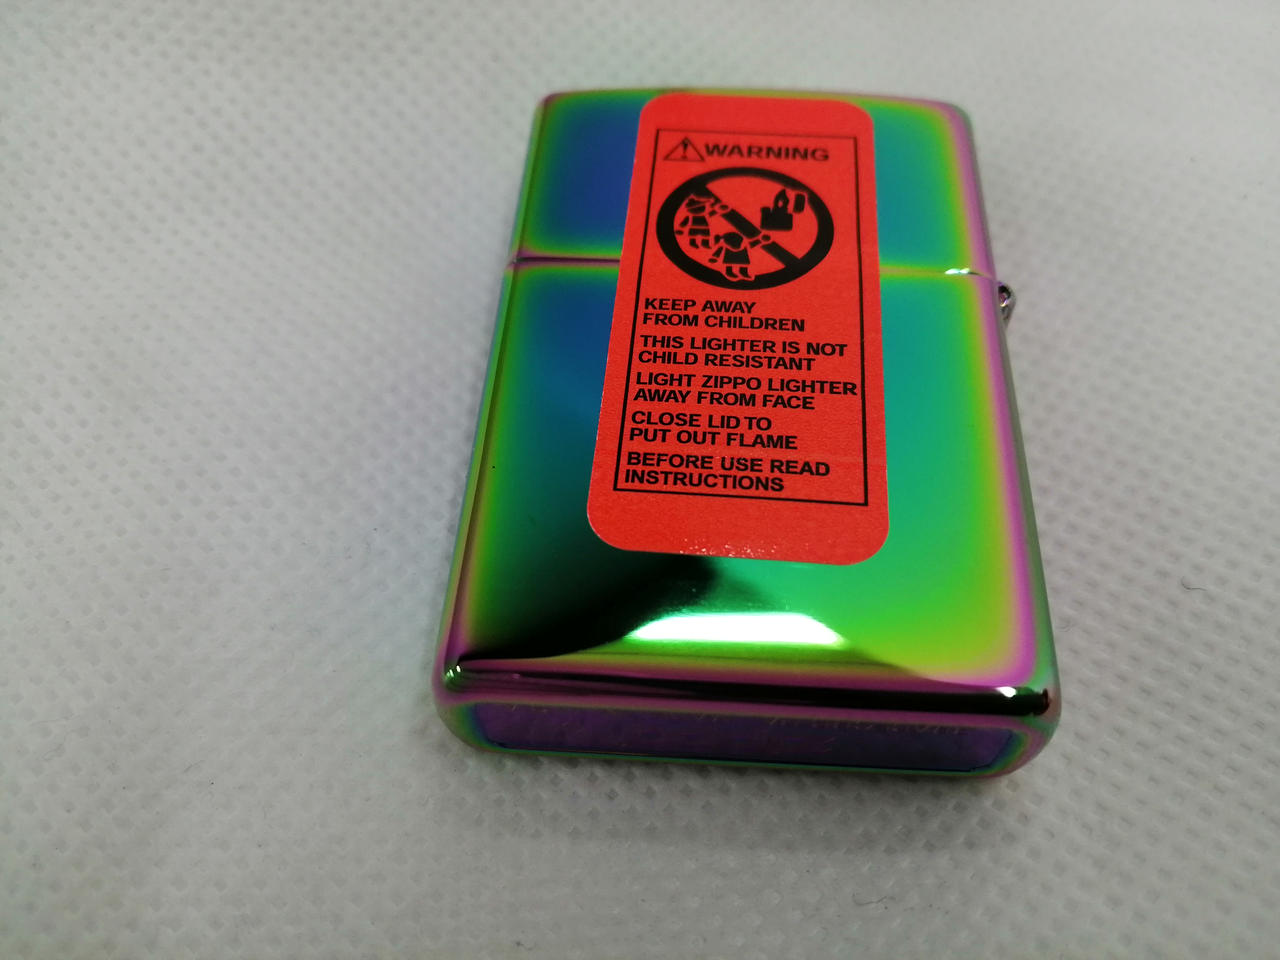 WARNING
KEEP AWAY
FROM CHILDREN
THIS LIGHTER IS NOT
CHILD RESISTANT
LIGHT ZIPPO LIGHTER
AWAY FROM FACE
CLOSE LID TO
PUT OUT FLAME
BEFORE USE READ
INSTRUCTIONS